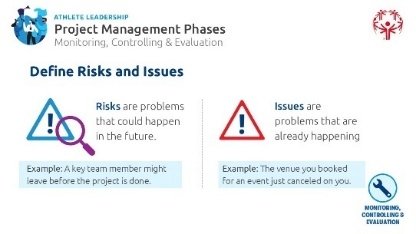 ATHLETE LEADERSHIP
Project Management Phases
Monitoring, Controlling & Evaluation
Define Risks and Issues
Risks are problems
that could happen
in the future.
Issues are
problems that are
already happening
Example: A key team member might
leave before the project is done.
Example: The venue you booked
for an event just canceled on you.
MONITORING,
CONTROLLING &
EVALUATION